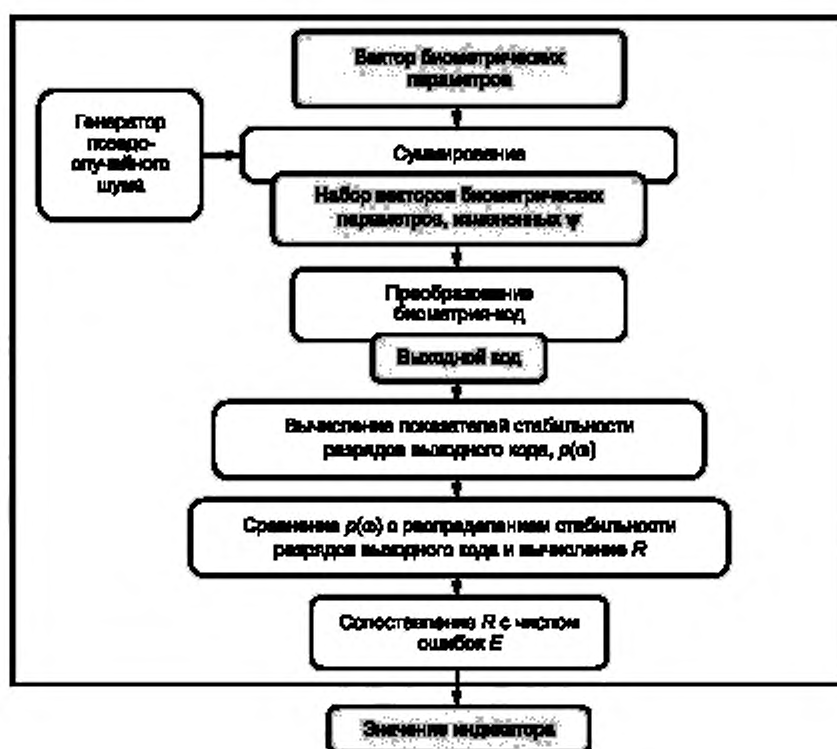 Вектор биометрических
параметров
Генератор
псевдо-
случайного
шума
Суммирование
Набор векторов биометрических
параметров, измененных ψ
Преобразование
биометрия-код
Выходной код
Вычисление показателей стабильности
разрядов выходного кода, p(ω)
Сравнение p(ω) с распределением стабильности
разрядов выходного кода и вычисление R
Сопоставление R с числом
ошибок E
Значение индикатора